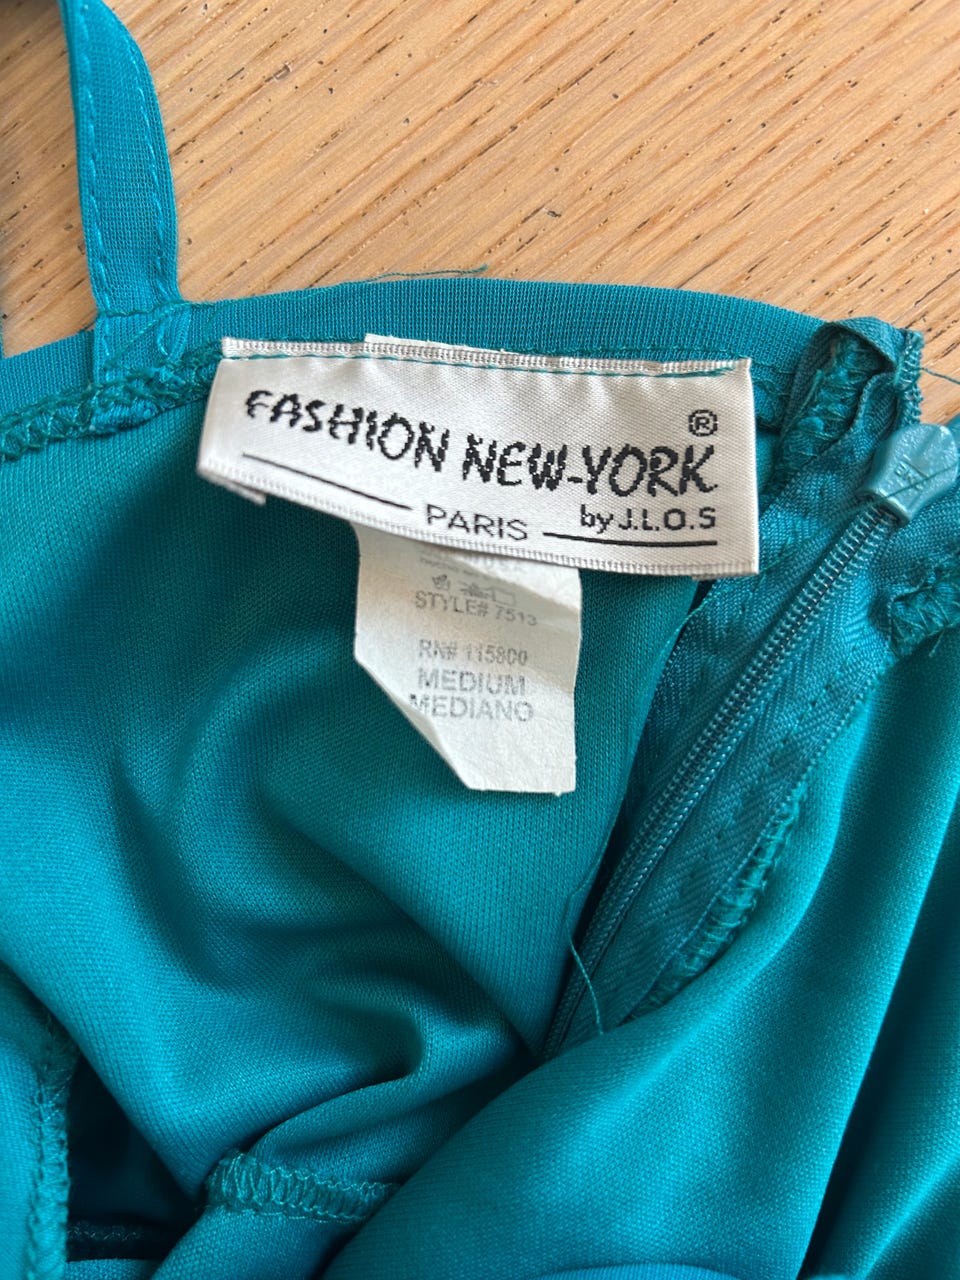 FASHION NEW-YORK ®
PARIS by J.L.O.S
STYLE# 7513
RN# 115800
MEDIUM
MEDIANO